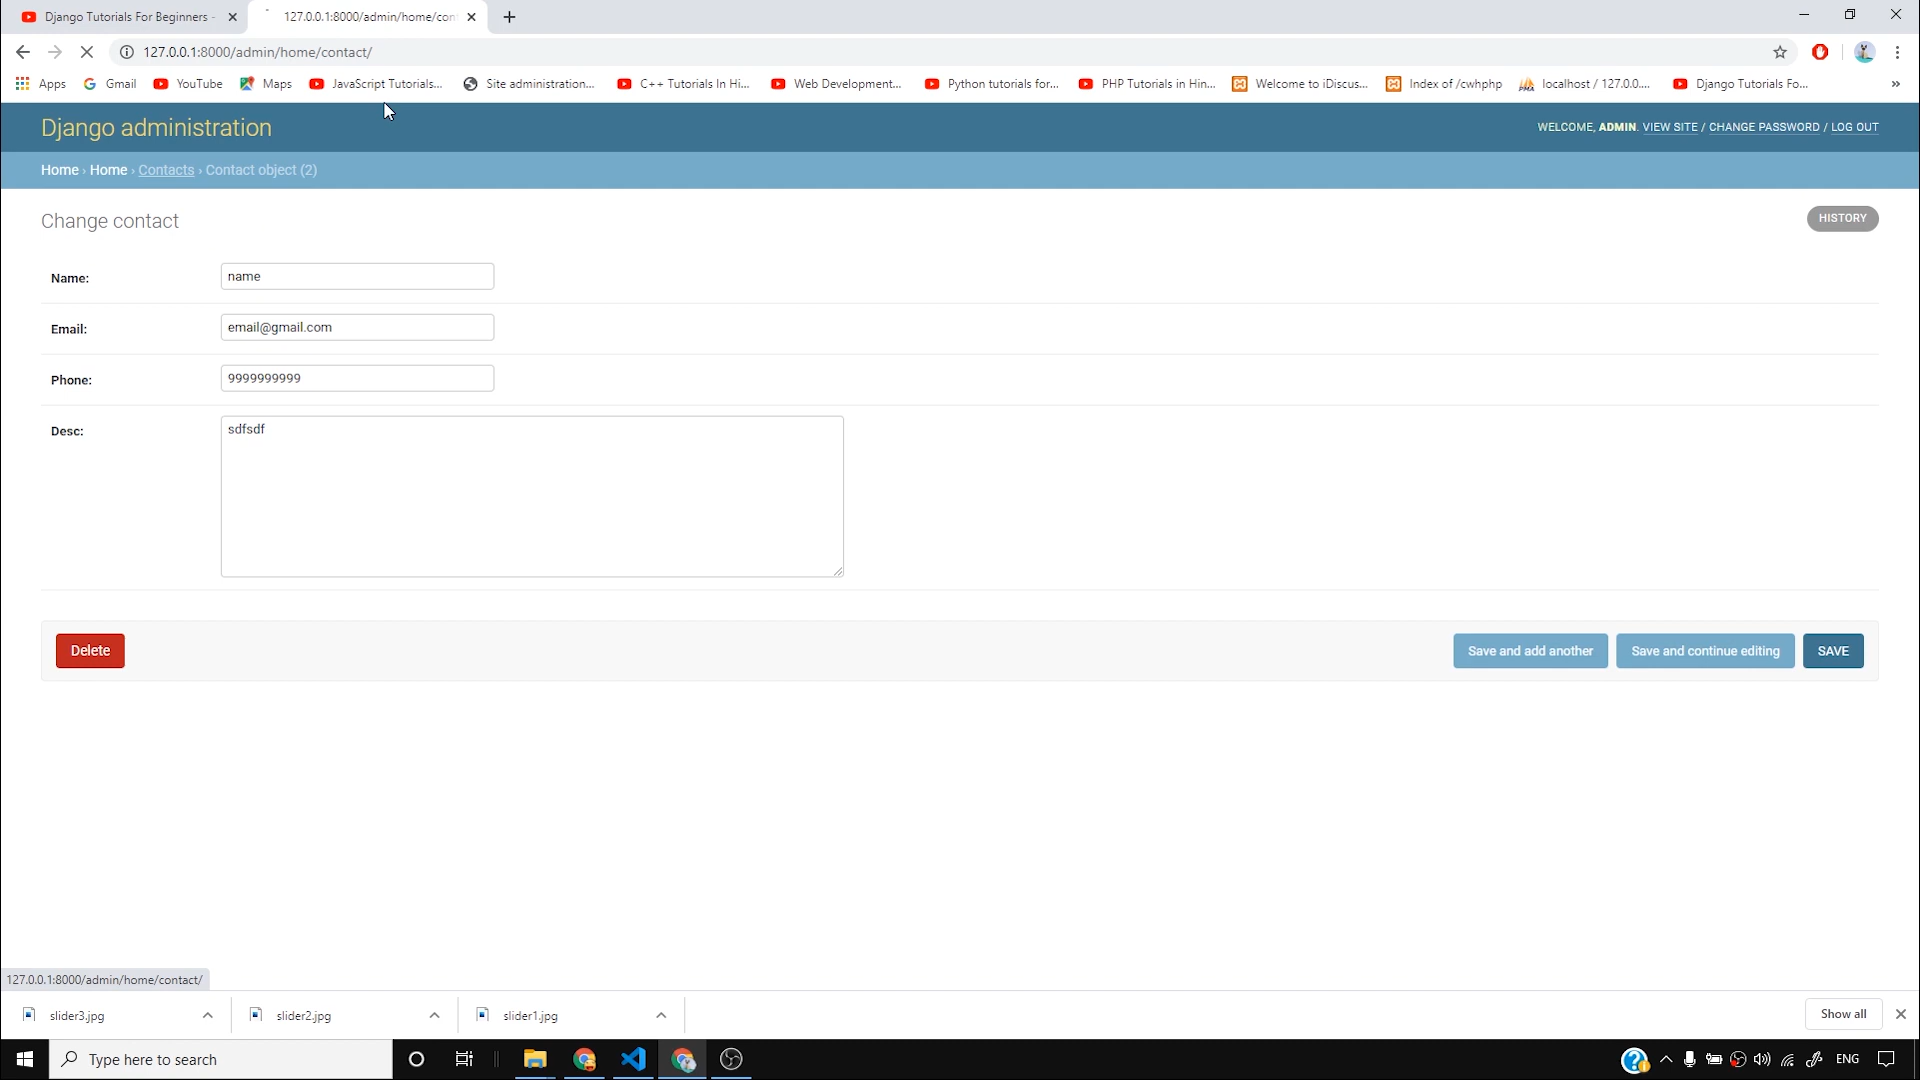 Django Tutorials For Beginners -
127.0.0.1:8000/admin/home/con
127.0.0.1:8000/admin/home/contact/
Apps Gmail YouTube Maps JavaScript Tutorials... Site administration... C++ Tutorials In Hi... Web Development... Python tutorials for... PHP Tutorials in Hin... Welcome to iDiscus... Index of /cwhphp localhost / 127.0.0.... Django Tutorials Fo... »
Django administration
WELCOME, ADMIN. VIEW SITE / CHANGE PASSWORD / LOG OUT
Home › Home › Contacts › Contact object (2)
Change contact
HISTORY
Name: name
Email: email@gmail.com
Phone: 9999999999
Desc: sdfsdf
Delete
Save and add another
Save and continue editing
SAVE
127.0.0.1:8000/admin/home/contact/
slider3.jpg
slider2.jpg
slider1.jpg
Show all
Type here to search
ENG